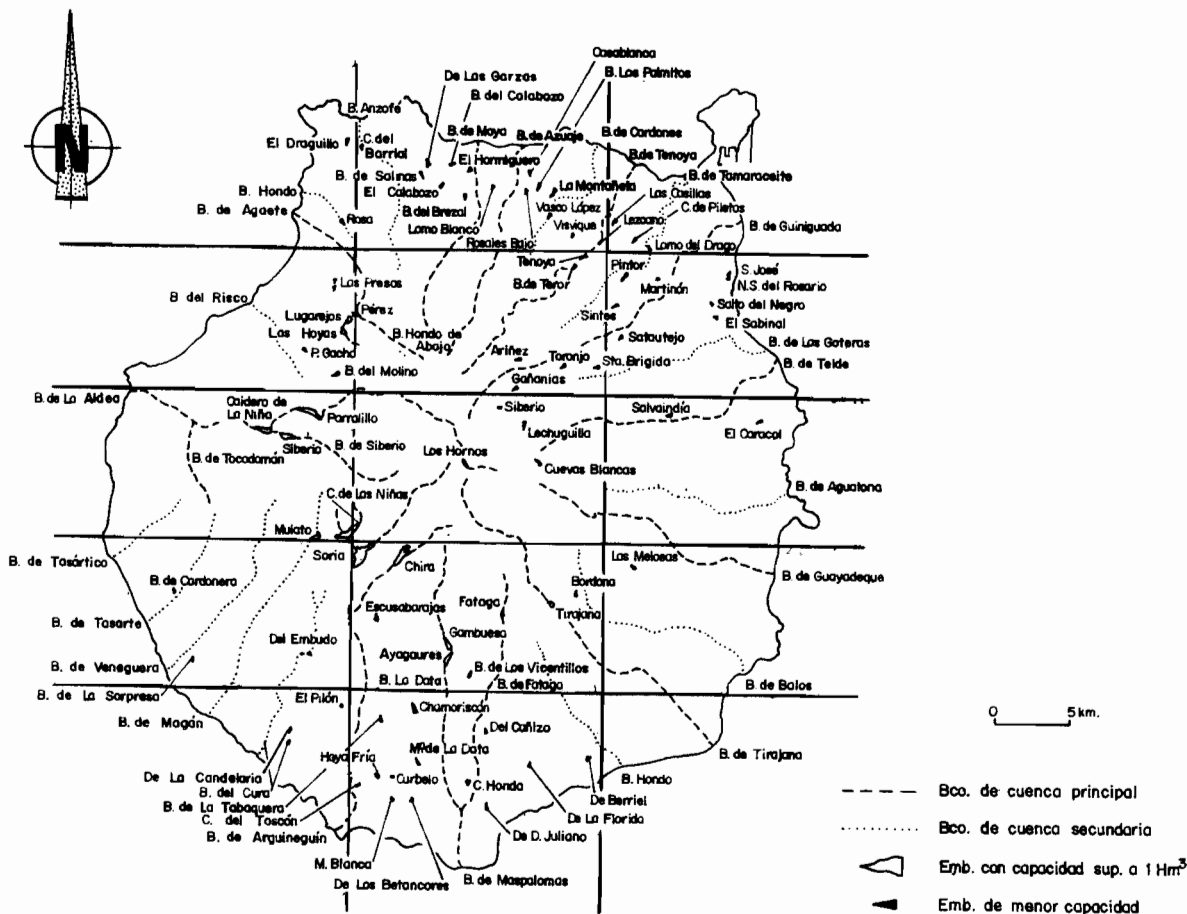 Casablanca
B. Los Palmitos
De Las Garzas
B. del Calabozo
B. Anzofé
N
El Draguillo
C. del Barrial
B. de Moya
B. de Azuaje
B. de Cardones
B. de Tenoya
El Hormiguero
B. de Salinas
El Calabozo
B. de Tamaraceite
La Montañeta
Las Casillas
B. Hondo
B. de Agaete
Rosa
B. del Brezal
Lomo Blanco
Vasco López
Visvique
Lezcano
C. de Piletas
B. de Guiniguada
Rosales Bajo
Tenoya
Lomo del Drago
Las Presas
B. de Teror
Pintor
Martinón
S. José
N.S. del Rosario
B. del Risco
Pérez
Lugarejos
Las Hoyas
Salto del Negro
El Sabinal
Sintes
B. Hondo de Abajo
Satautejo
P. Gacho
Ariñez
Toronjo
Sta. Brigida
B. de Las Goteras
B. de Telde
B. del Molino
Gañanías
B. de La Aldea
Caidero de La Niña
Parralillo
Siberio
Salvaindía
El Caracol
Lechuguilla
Siberio
B. de Siberio
B. de Tocodomán
Los Hornos
Cuevas Blancas
B. de Aguatona
C. de Las Niñas
Mulato
Soria
Chira
Las Melosas
B. de Tasártico
B. de Guayadeque
B. de Cardonera
Bordona
Escusabarajas
Fataga
Tirajana
B. de Tasarte
Gambuesa
Del Embudo
Ayagaures
B. de Veneguera
B. de Los Vicentillos
B. de La Sorpresa
B. La Data
B. de Fataga
B. de Balos
El Pilón
Chamoriscán
B. de Mogán
Del Cañizo
0 5 km.
Hoya Fría
Mº de La Data
B. de Tirajana
De La Candelaria
Curbelo
C. Honda
B. Hondo
B. del Cura
De Berriel
B. de La Tabaquera
De La Florida
C. del Toscón
B. de Arguineguín
De D. Juliano
M. Blanca
De Los Betancores
B. de Maspalomas
Bco. de cuenca principal
Bco. de cuenca secundaria
Emb. con capacidad sup. a 1 Hm³
Emb. de menor capacidad